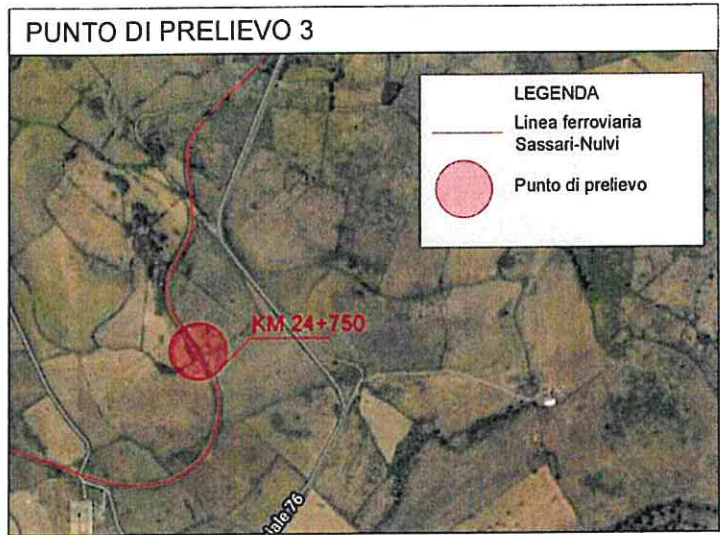 PUNTO DI PRELIEVO 3
LEGENDA
Linea ferroviaria
Sassari-Nulvi
Punto di prelievo
KM 24+750
dale 76